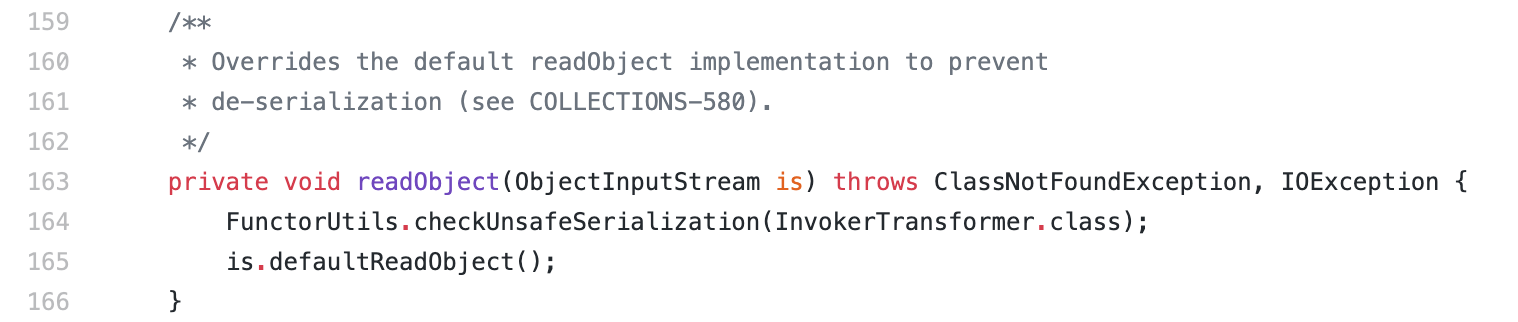 159 /**
160 * Overrides the default readObject implementation to prevent
161 * de-serialization (see COLLECTIONS-580).
162 */
163 private void readObject(ObjectInputStream is) throws ClassNotFoundException, IOException {
164 FunctorUtils.checkUnsafeSerialization(InvokerTransformer.class);
165 is.defaultReadObject();
166 }